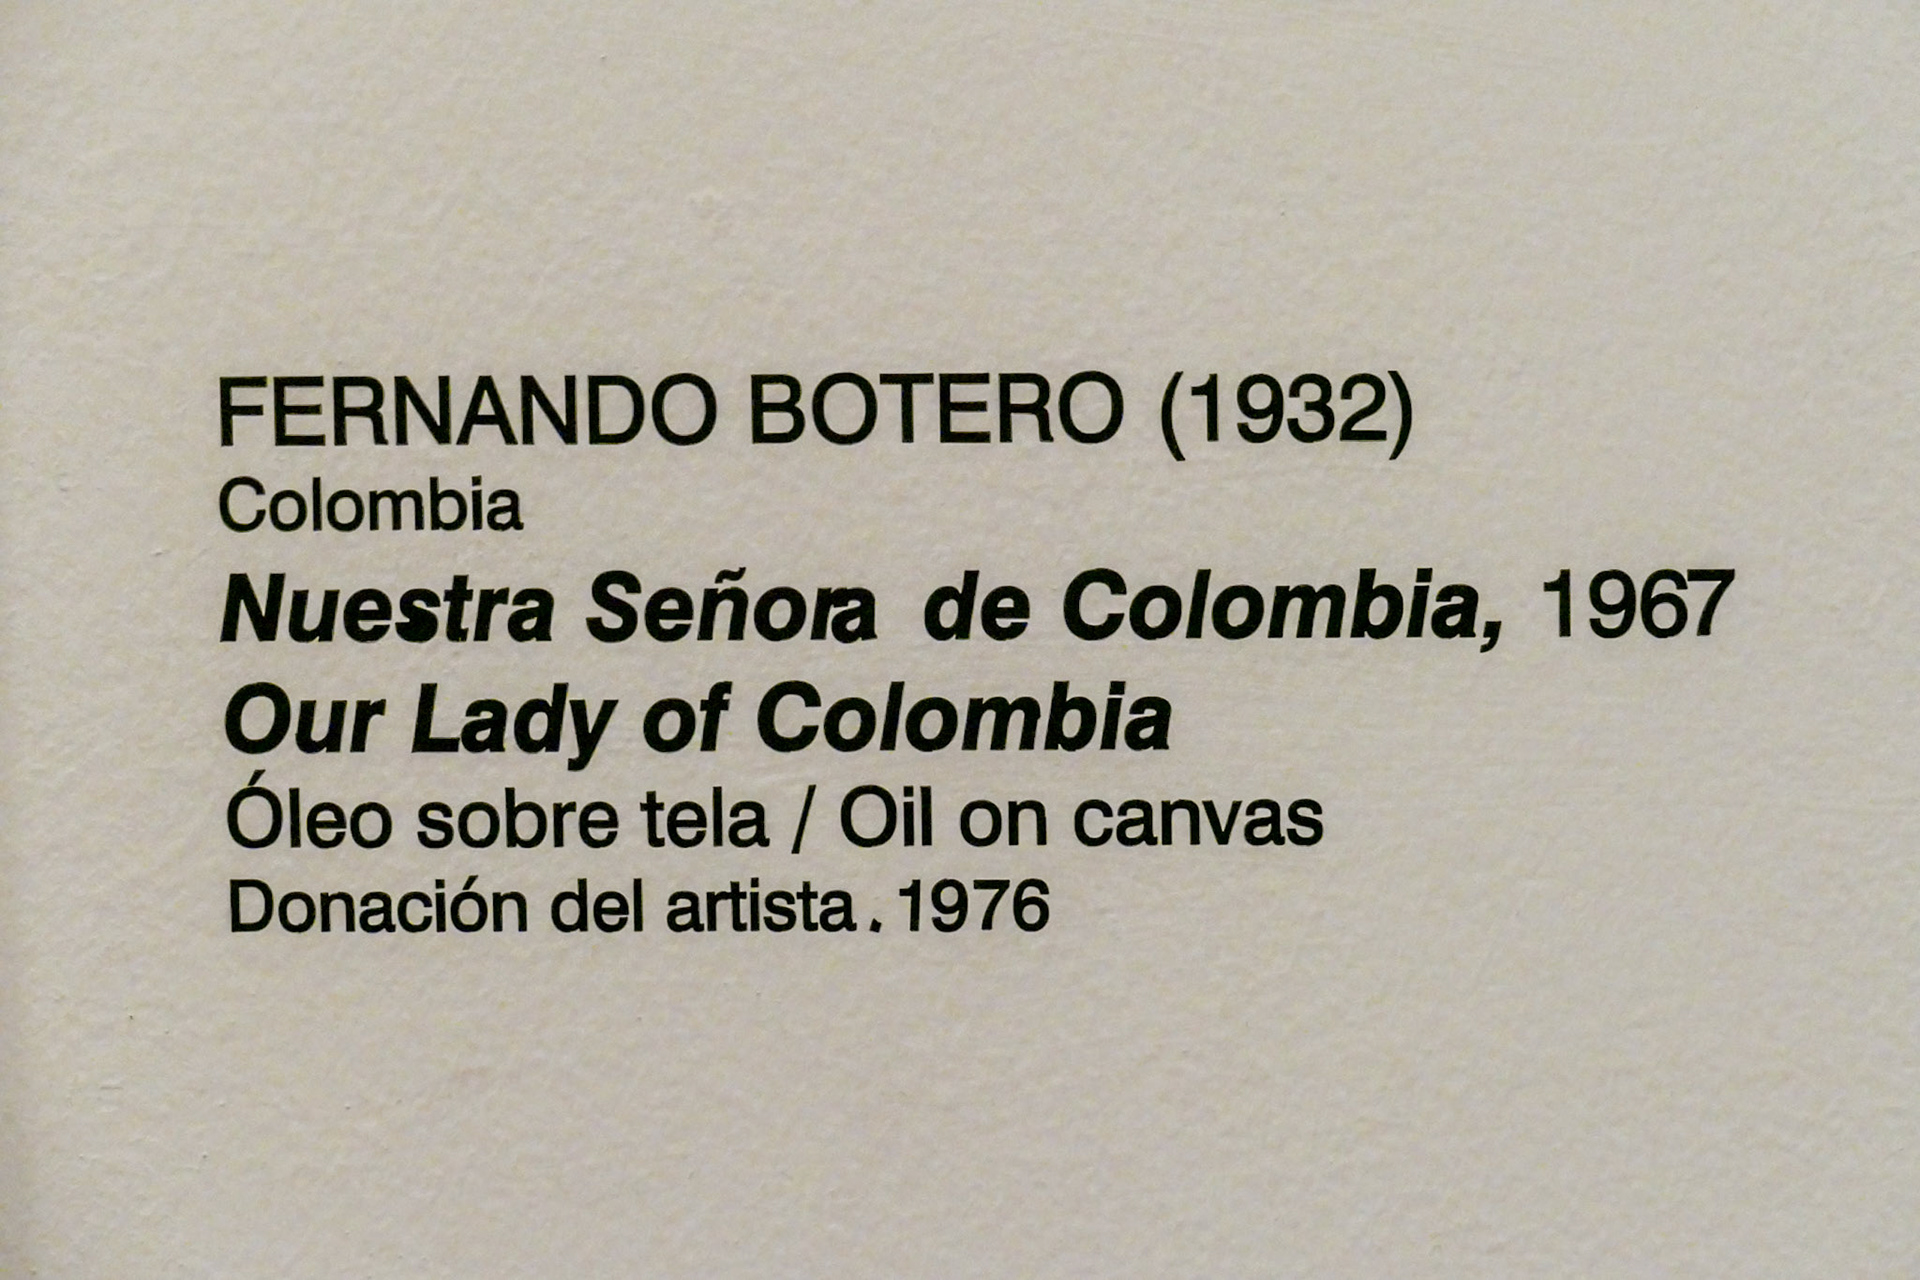 FERNANDO BOTERO (1932)
Colombia
Nuestra Señora de Colombia, 1967
Our Lady of Colombia
Óleo sobre tela / Oil on canvas
Donación del artista. 1976